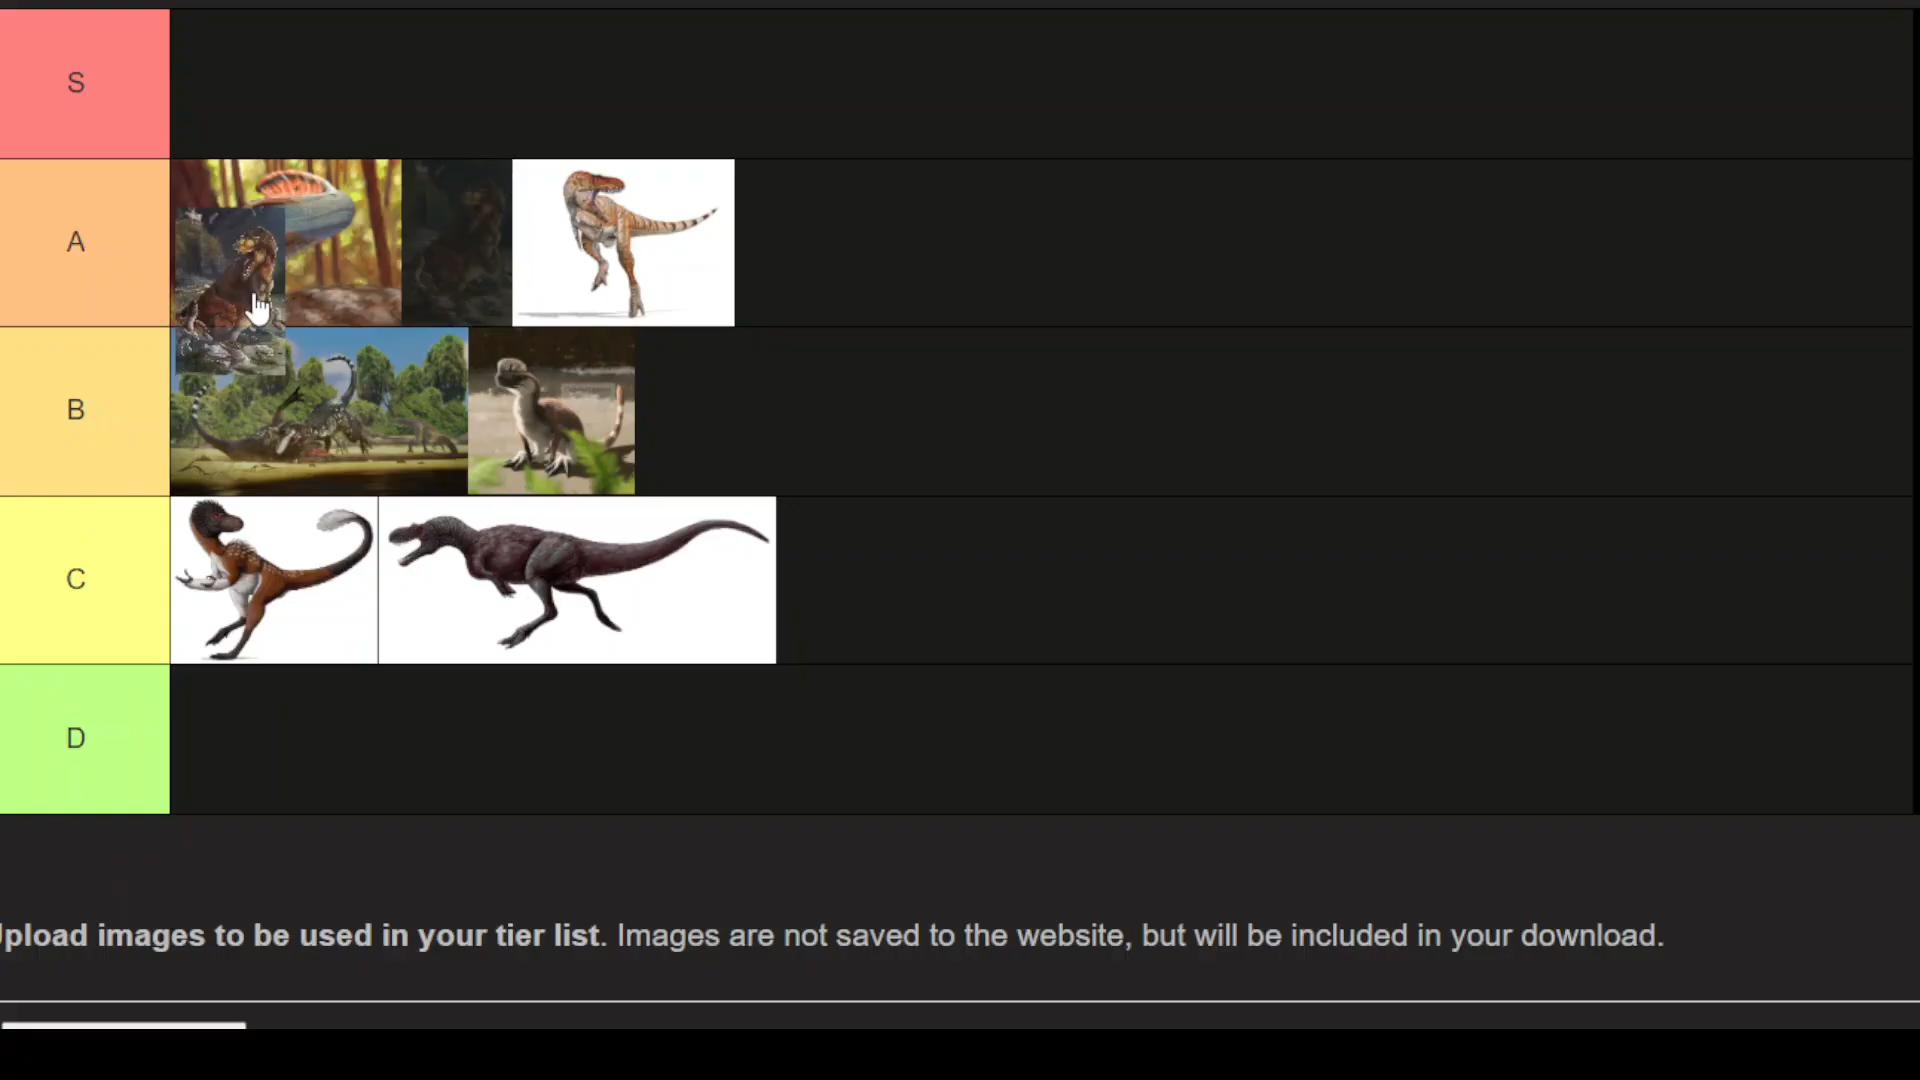 S
A
B
C
D
pload images to be used in your tier list. Images are not saved to the website, but will be included in your download.